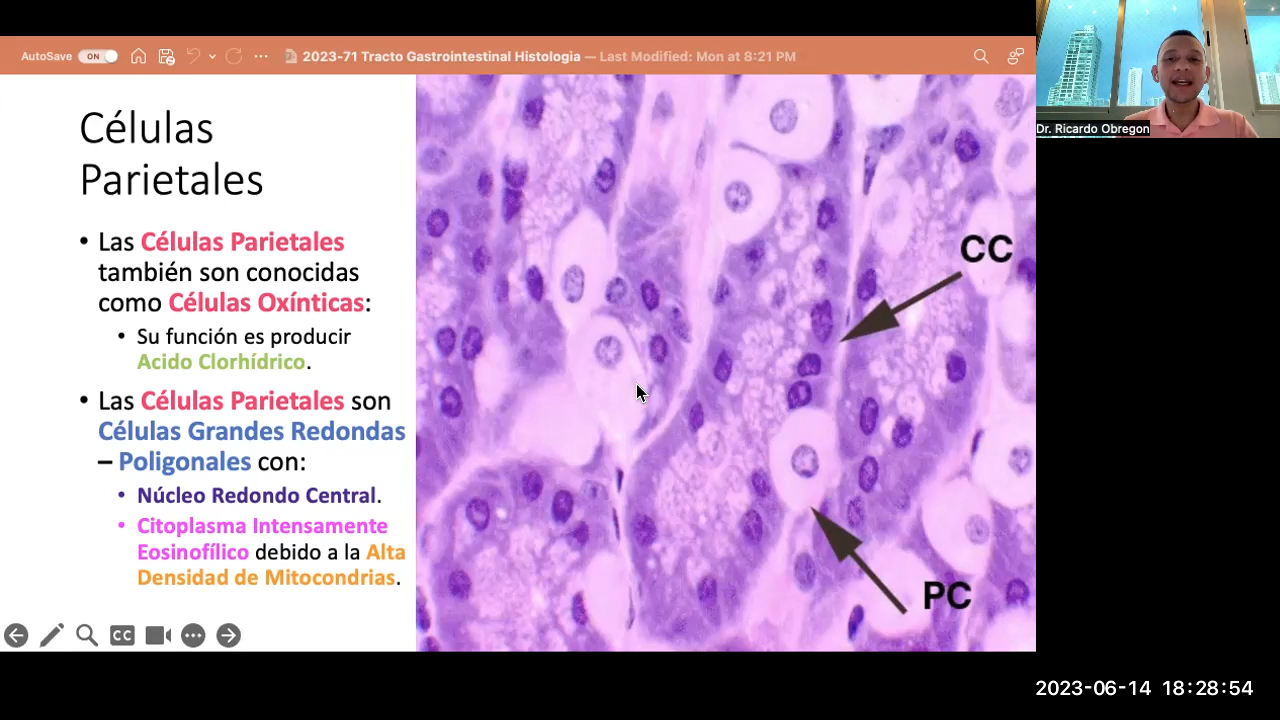 AutoSave ON 2023-71 Tracto Gastrointestinal Histologia — Last Modified: Mon at 8:21 PM
Células
Parietales
• Las Células Parietales
también son conocidas
como Células Oxínticas:
• Su función es producir
Acido Clorhídrico.
• Las Células Parietales son
Células Grandes Redondas
– Poligonales con:
• Núcleo Redondo Central.
• Citoplasma Intensamente
Eosinofílico debido a la Alta
Densidad de Mitocondrias.
CC
PC
CC
Dr. Ricardo Obregon
2023-06-14 18:28:54